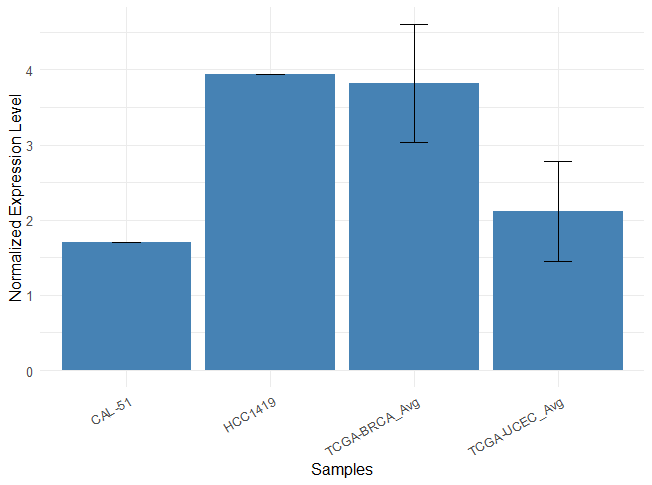 Normalized Expression Level
4
3
2
1
0
CAL-51
HCC1419
TCGA-BRCA_Avg
TCGA-UCEC_Avg
Samples